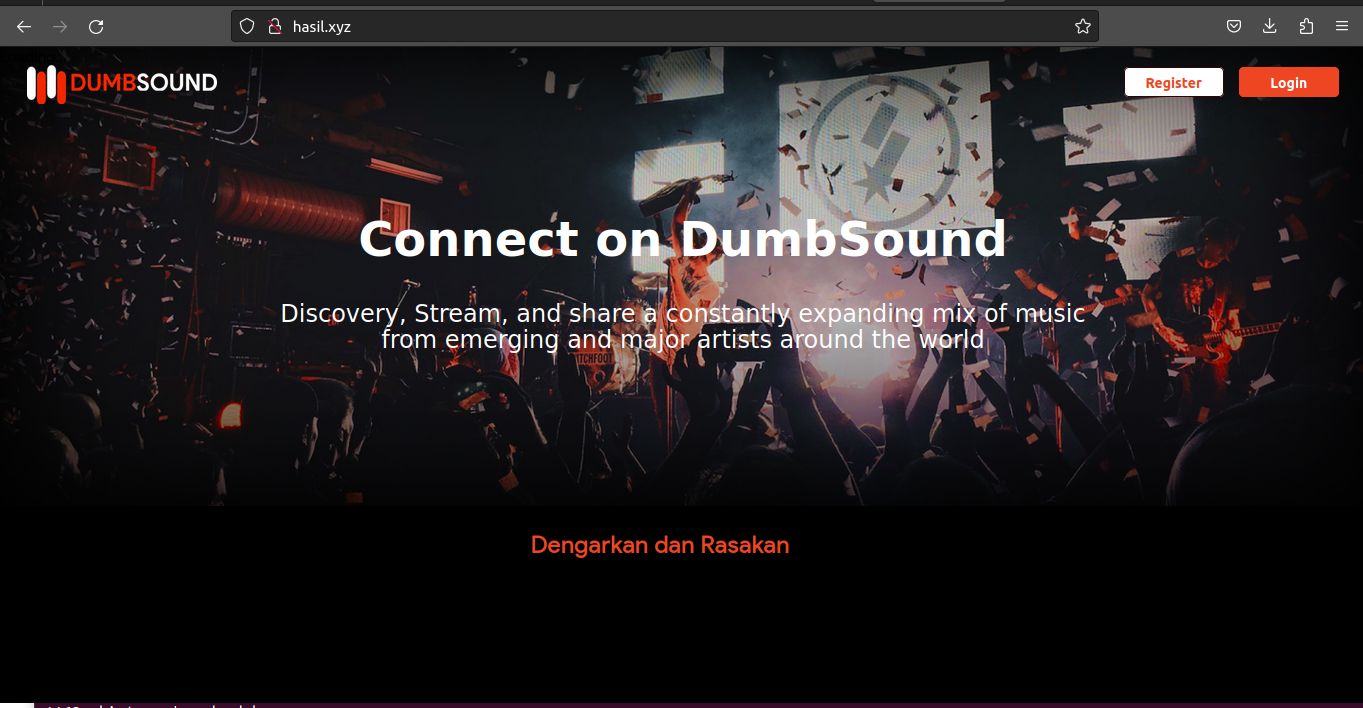 hasil.xyz
DUMBSOUND
Register
Login
Connect on DumbSound
Discovery, Stream, and share a constantly expanding mix of music
from emerging and major artists around the world
Dengarkan dan Rasakan